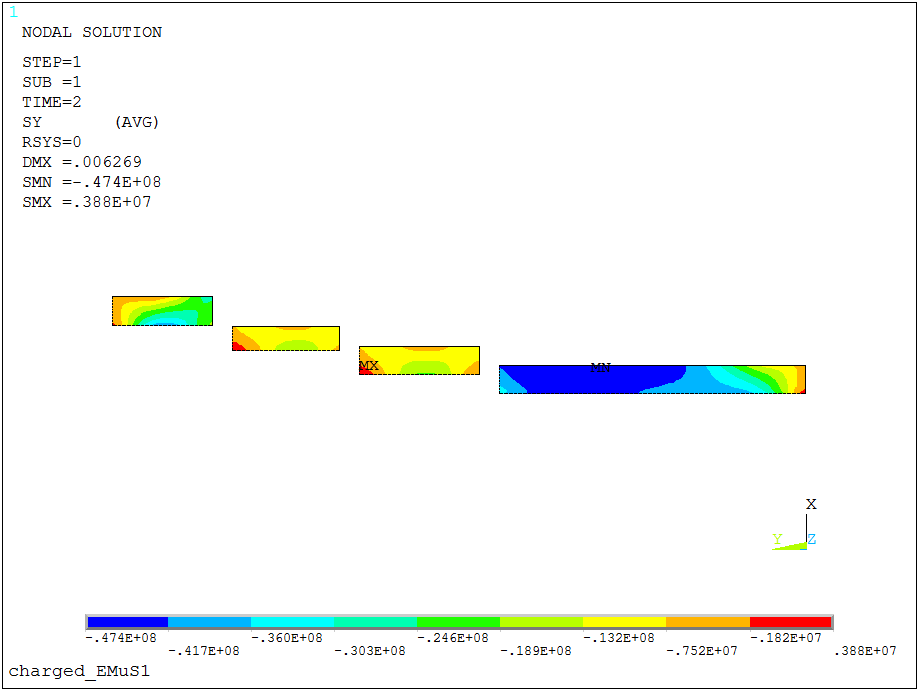 1
NODAL SOLUTION
STEP=1
SUB =1
TIME=2
SY (AVG)
RSYS=0
DMX =.006269
SMN =-.474E+08
SMX =.388E+07
MX
MN
X
Y Z
-.474E+08 -.360E+08 -.246E+08 -.132E+08 -.182E+07
-.417E+08 -.303E+08 -.189E+08 -.752E+07 .388E+07
charged_EMuS1